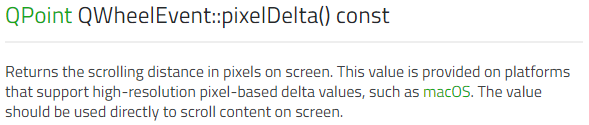 QPoint QWheelEvent::pixelDelta() const
Returns the scrolling distance in pixels on screen. This value is provided on platforms
that support high-resolution pixel-based delta values, such as macOS. The value
should be used directly to scroll content on screen.